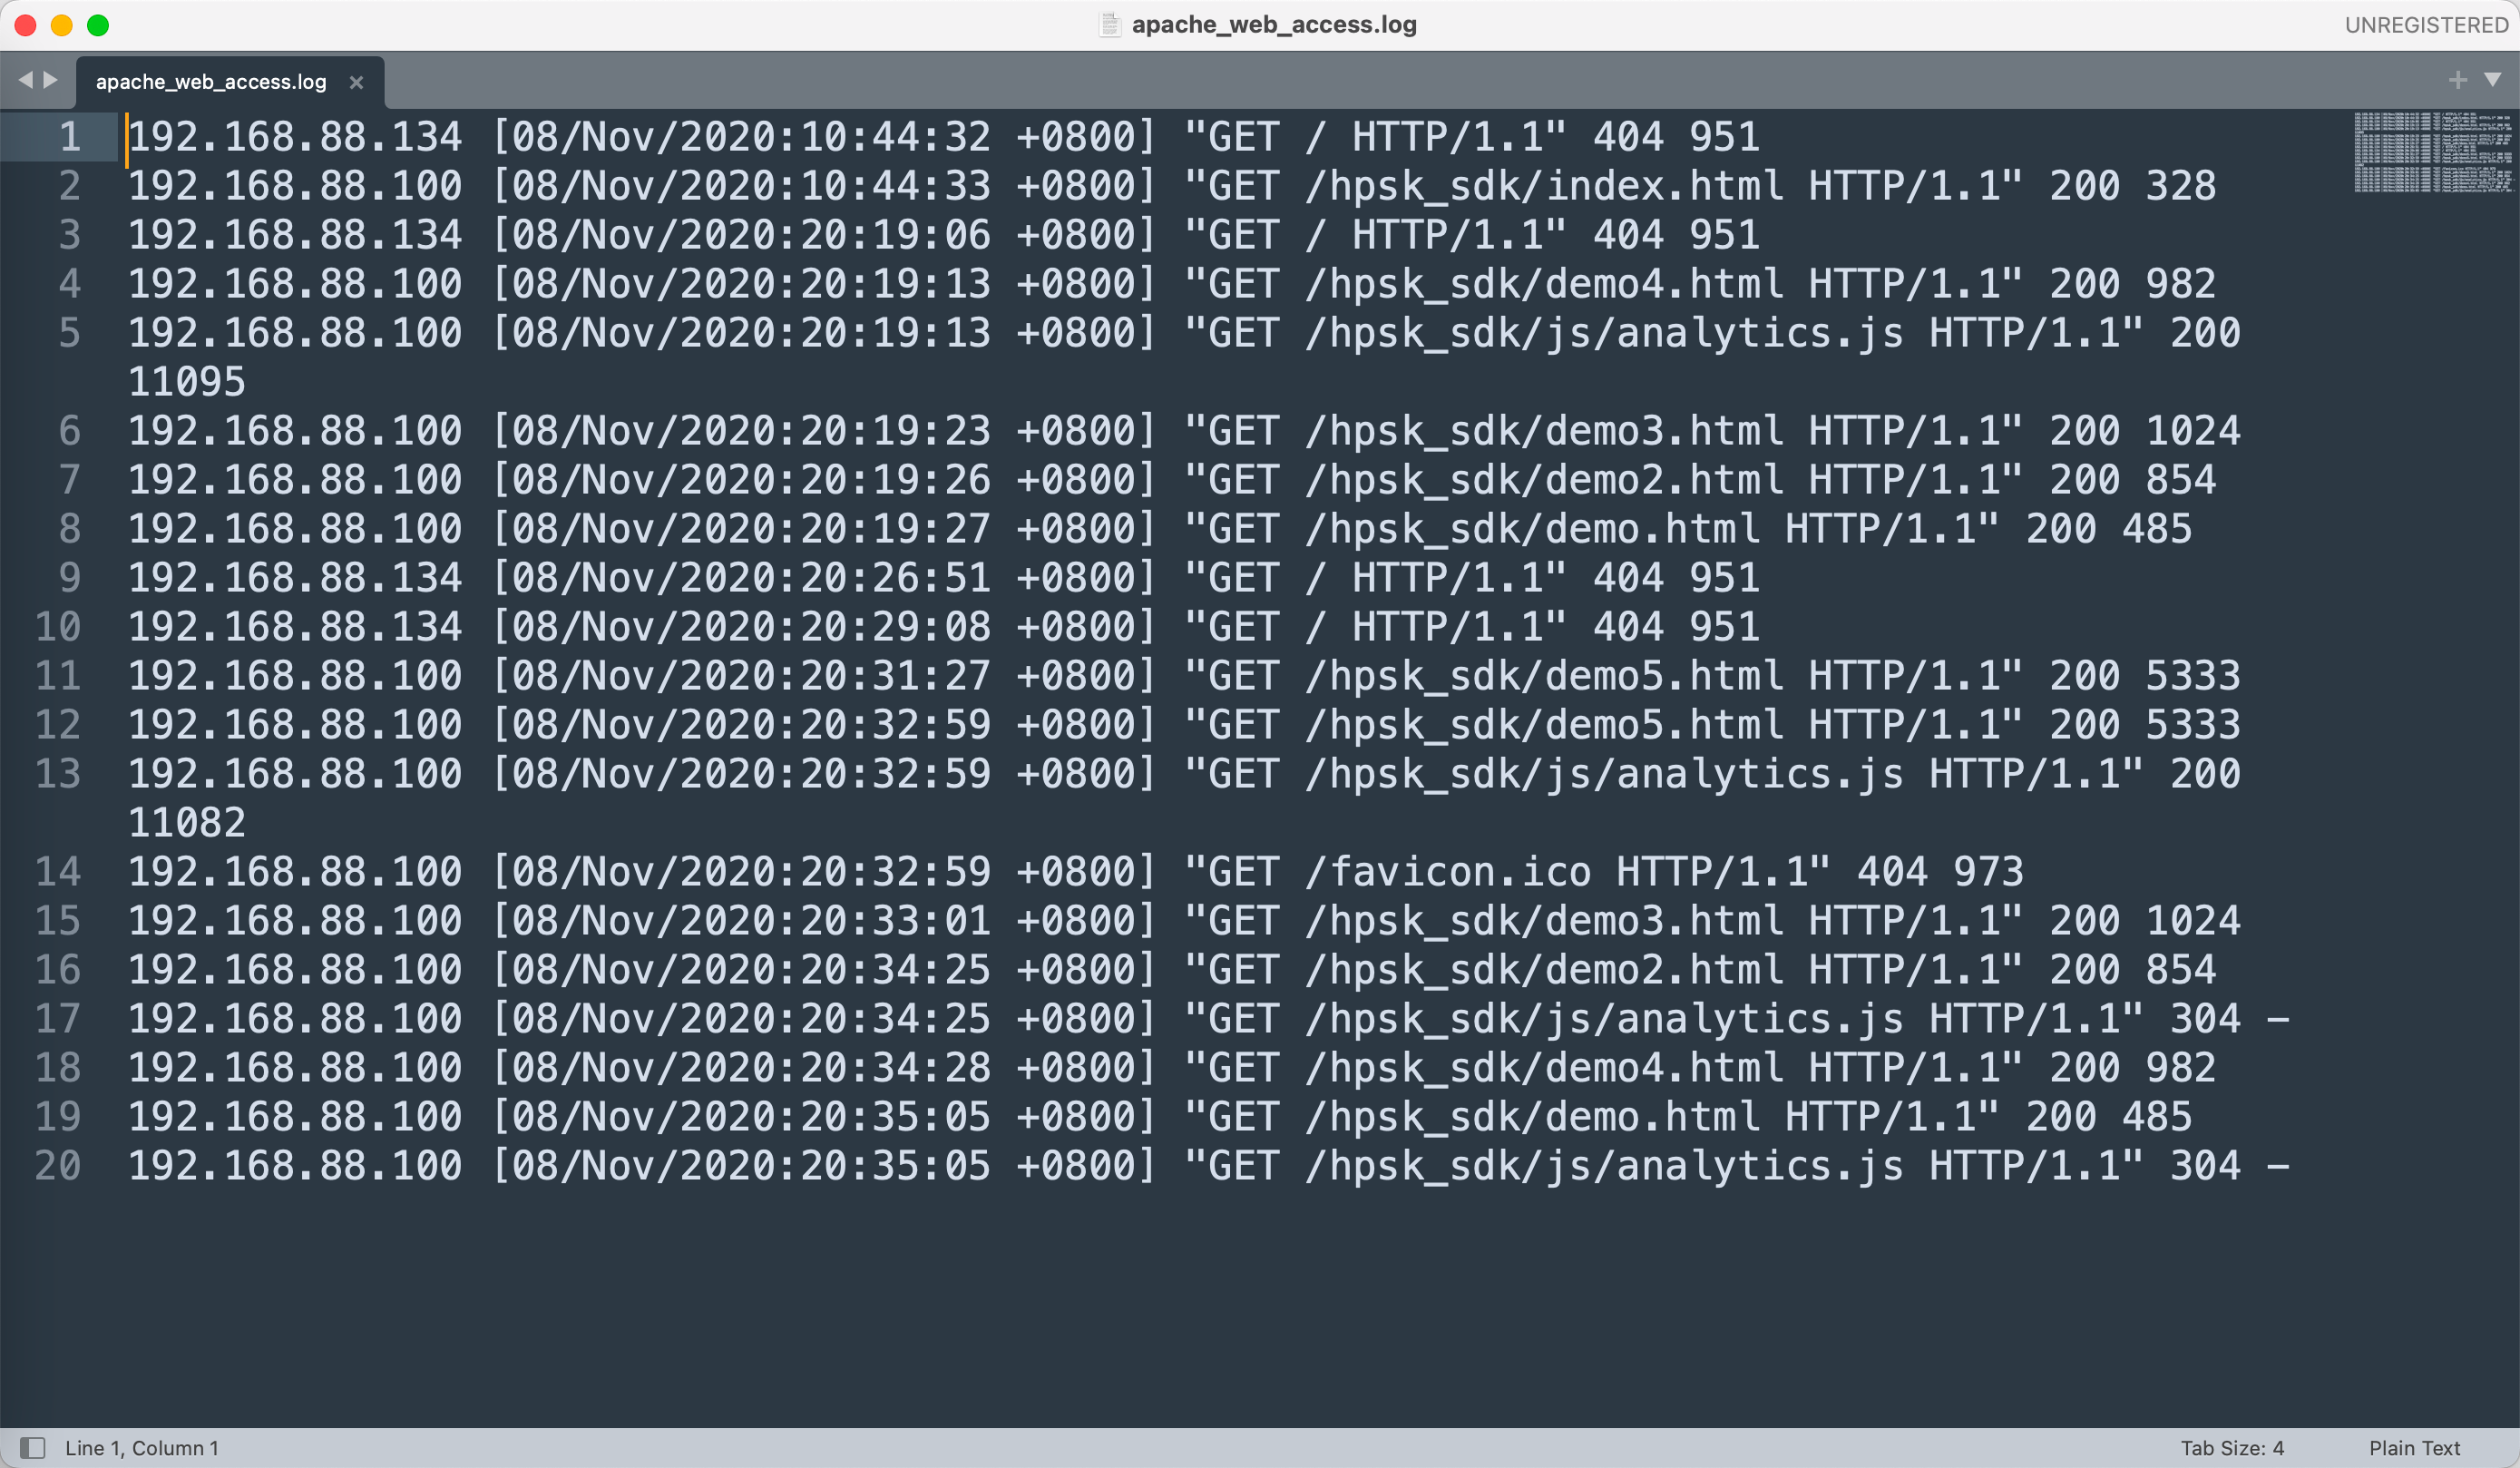 apache_web_access.log
UNREGISTERED
apache_web_access.log ×
1 192.168.88.134 [08/Nov/2020:10:44:32 +0800] "GET / HTTP/1.1" 404 951
2 192.168.88.100 [08/Nov/2020:10:44:33 +0800] "GET /hpsk_sdk/index.html HTTP/1.1" 200 328
3 192.168.88.134 [08/Nov/2020:20:19:06 +0800] "GET / HTTP/1.1" 404 951
4 192.168.88.100 [08/Nov/2020:20:19:13 +0800] "GET /hpsk_sdk/demo4.html HTTP/1.1" 200 982
5 192.168.88.100 [08/Nov/2020:20:19:13 +0800] "GET /hpsk_sdk/js/analytics.js HTTP/1.1" 200
11095
6 192.168.88.100 [08/Nov/2020:20:19:23 +0800] "GET /hpsk_sdk/demo3.html HTTP/1.1" 200 1024
7 192.168.88.100 [08/Nov/2020:20:19:26 +0800] "GET /hpsk_sdk/demo2.html HTTP/1.1" 200 854
8 192.168.88.100 [08/Nov/2020:20:19:27 +0800] "GET /hpsk_sdk/demo.html HTTP/1.1" 200 485
9 192.168.88.134 [08/Nov/2020:20:26:51 +0800] "GET / HTTP/1.1" 404 951
10 192.168.88.134 [08/Nov/2020:20:29:08 +0800] "GET / HTTP/1.1" 404 951
11 192.168.88.100 [08/Nov/2020:20:31:27 +0800] "GET /hpsk_sdk/demo5.html HTTP/1.1" 200 5333
12 192.168.88.100 [08/Nov/2020:20:32:59 +0800] "GET /hpsk_sdk/demo5.html HTTP/1.1" 200 5333
13 192.168.88.100 [08/Nov/2020:20:32:59 +0800] "GET /hpsk_sdk/js/analytics.js HTTP/1.1" 200
11082
14 192.168.88.100 [08/Nov/2020:20:32:59 +0800] "GET /favicon.ico HTTP/1.1" 404 973
15 192.168.88.100 [08/Nov/2020:20:33:01 +0800] "GET /hpsk_sdk/demo3.html HTTP/1.1" 200 1024
16 192.168.88.100 [08/Nov/2020:20:34:25 +0800] "GET /hpsk_sdk/demo2.html HTTP/1.1" 200 854
17 192.168.88.100 [08/Nov/2020:20:34:25 +0800] "GET /hpsk_sdk/js/analytics.js HTTP/1.1" 304 -
18 192.168.88.100 [08/Nov/2020:20:34:28 +0800] "GET /hpsk_sdk/demo4.html HTTP/1.1" 200 982
19 192.168.88.100 [08/Nov/2020:20:35:05 +0800] "GET /hpsk_sdk/demo.html HTTP/1.1" 200 485
20 192.168.88.100 [08/Nov/2020:20:35:05 +0800] "GET /hpsk_sdk/js/analytics.js HTTP/1.1" 304 -
Line 1, Column 1
Tab Size: 4
Plain Text